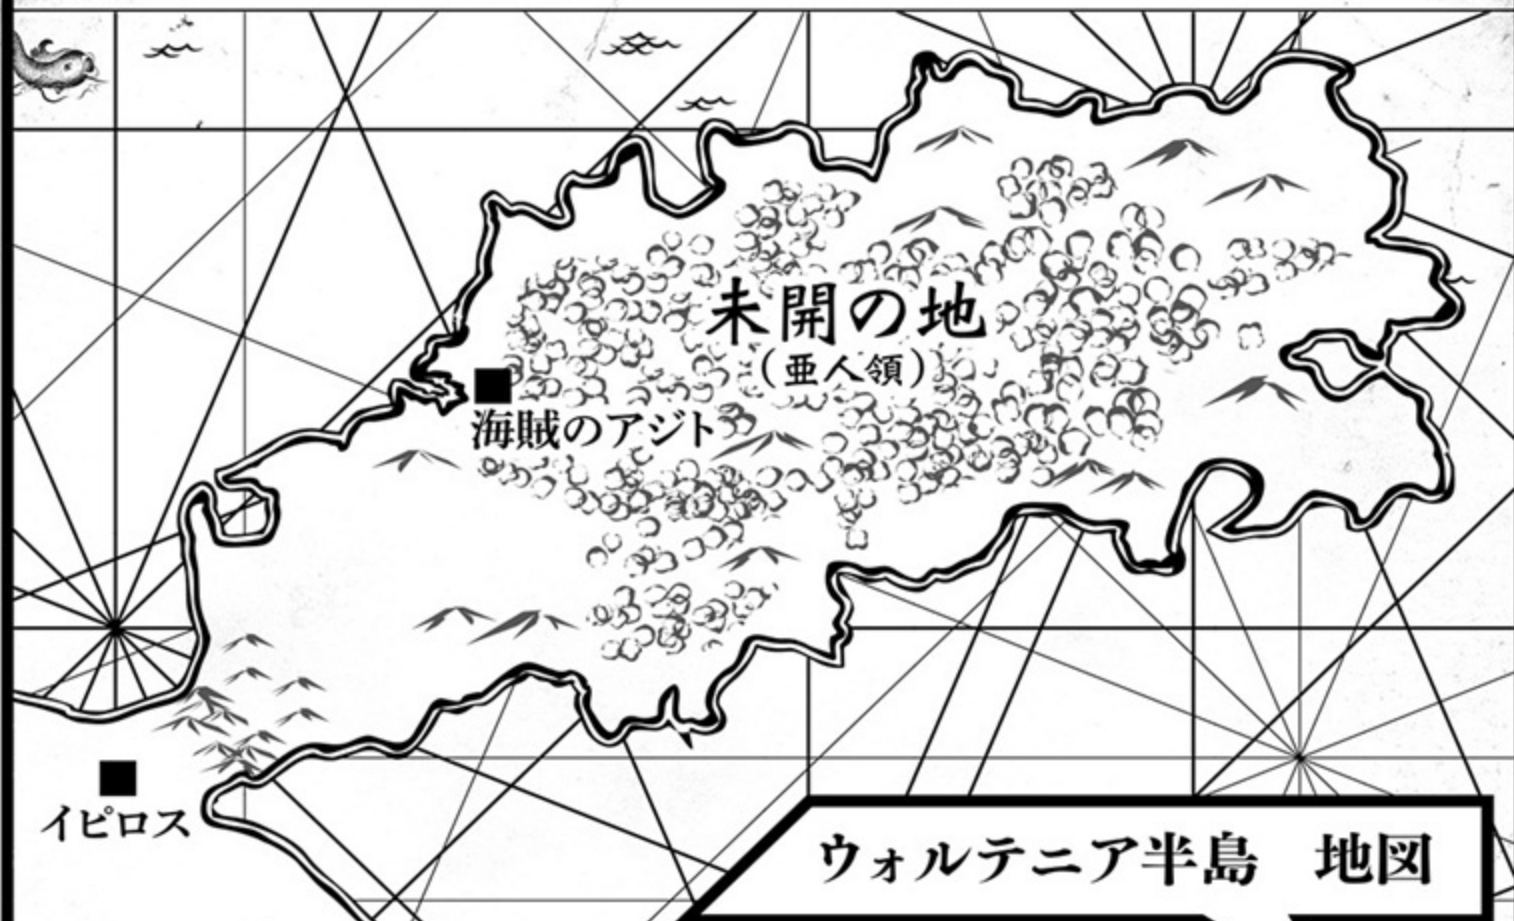 未開の地
（亜人領）
海賊のアジト
イピロス
ウォルテニア半島　地図